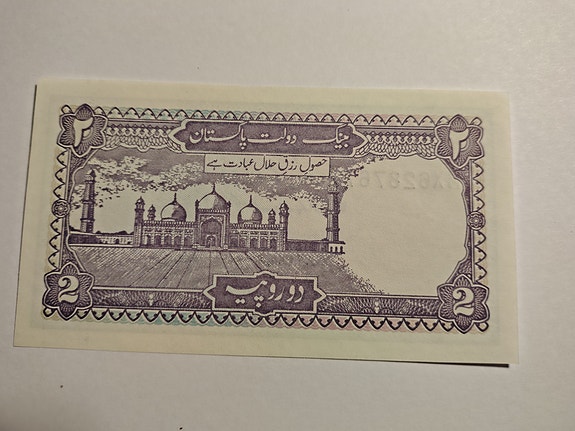 ۲ بینک دولت پاکستان ۲
حصولِ رزقِ حلال عبادت ہے
2 دو روپیہ 2